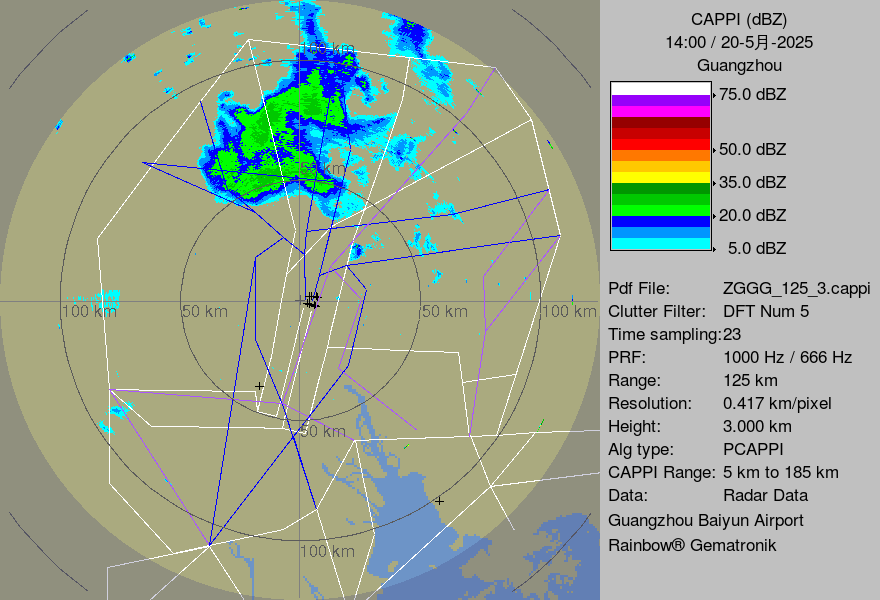 CAPPI (dBZ)
14:00 / 20-5月-2025
Guangzhou
75.0 dBZ
50.0 dBZ
35.0 dBZ
20.0 dBZ
5.0 dBZ
Pdf File: ZGGG_125_3.cappi
Clutter Filter: DFT Num 5
Time sampling:23
PRF: 1000 Hz / 666 Hz
Range: 125 km
Resolution: 0.417 km/pixel
Height: 3.000 km
Alg type: PCAPPI
CAPPI Range: 5 km to 185 km
Data: Radar Data
Guangzhou Baiyun Airport
Rainbow® Gematronik
100 km
50 km
100 km
50 km
50 km
100 km
50 km
100 km